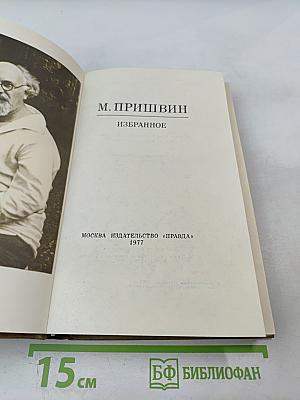 М. ПРИШВИН
ИЗБРАННОЕ
МОСКВА ИЗДАТЕЛЬСТВО «ПРАВДА»
1977
15 см
БФ БИБЛИОФАН